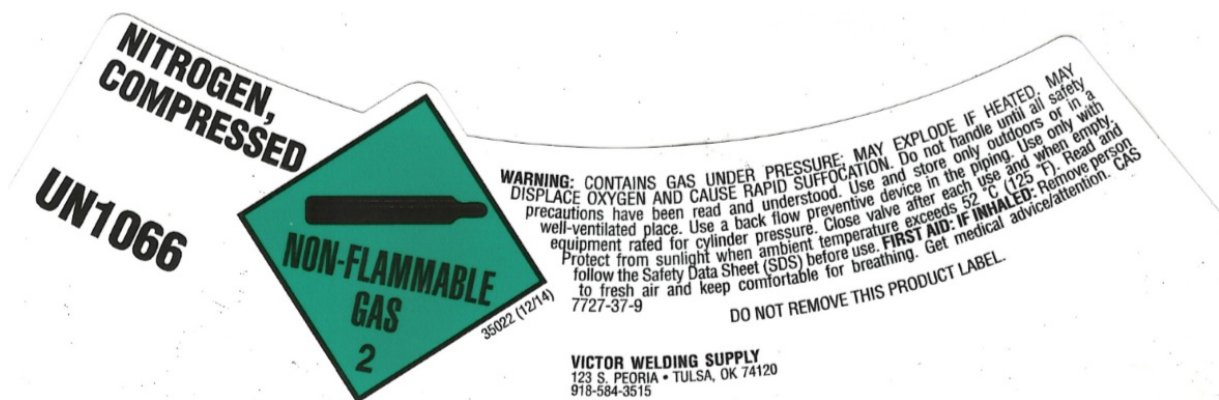 NITROGEN,
COMPRESSED
UN1066
NON-FLAMMABLE
GAS
2
35022 (12/14)
WARNING: CONTAINS GAS UNDER PRESSURE; MAY EXPLODE IF HEATED. MAY
DISPLACE OXYGEN AND CAUSE RAPID SUFFOCATION. Do not handle until all safety
precautions have been read and understood. Use and store only outdoors or in a
well-ventilated place. Use a back flow preventive device in the piping. Use only with
equipment rated for cylinder pressure. Close valve after each use and when empty.
Protect from sunlight when ambient temperature exceeds 52 °C (125 °F). Read and
follow the Safety Data Sheet (SDS) before use. FIRST AID: IF INHALED: Remove person
to fresh air and keep comfortable for breathing. Get medical advice/attention. CAS
7727-37-9
DO NOT REMOVE THIS PRODUCT LABEL.
VICTOR WELDING SUPPLY
123 S. PEORIA • TULSA, OK 74120
918-584-3515